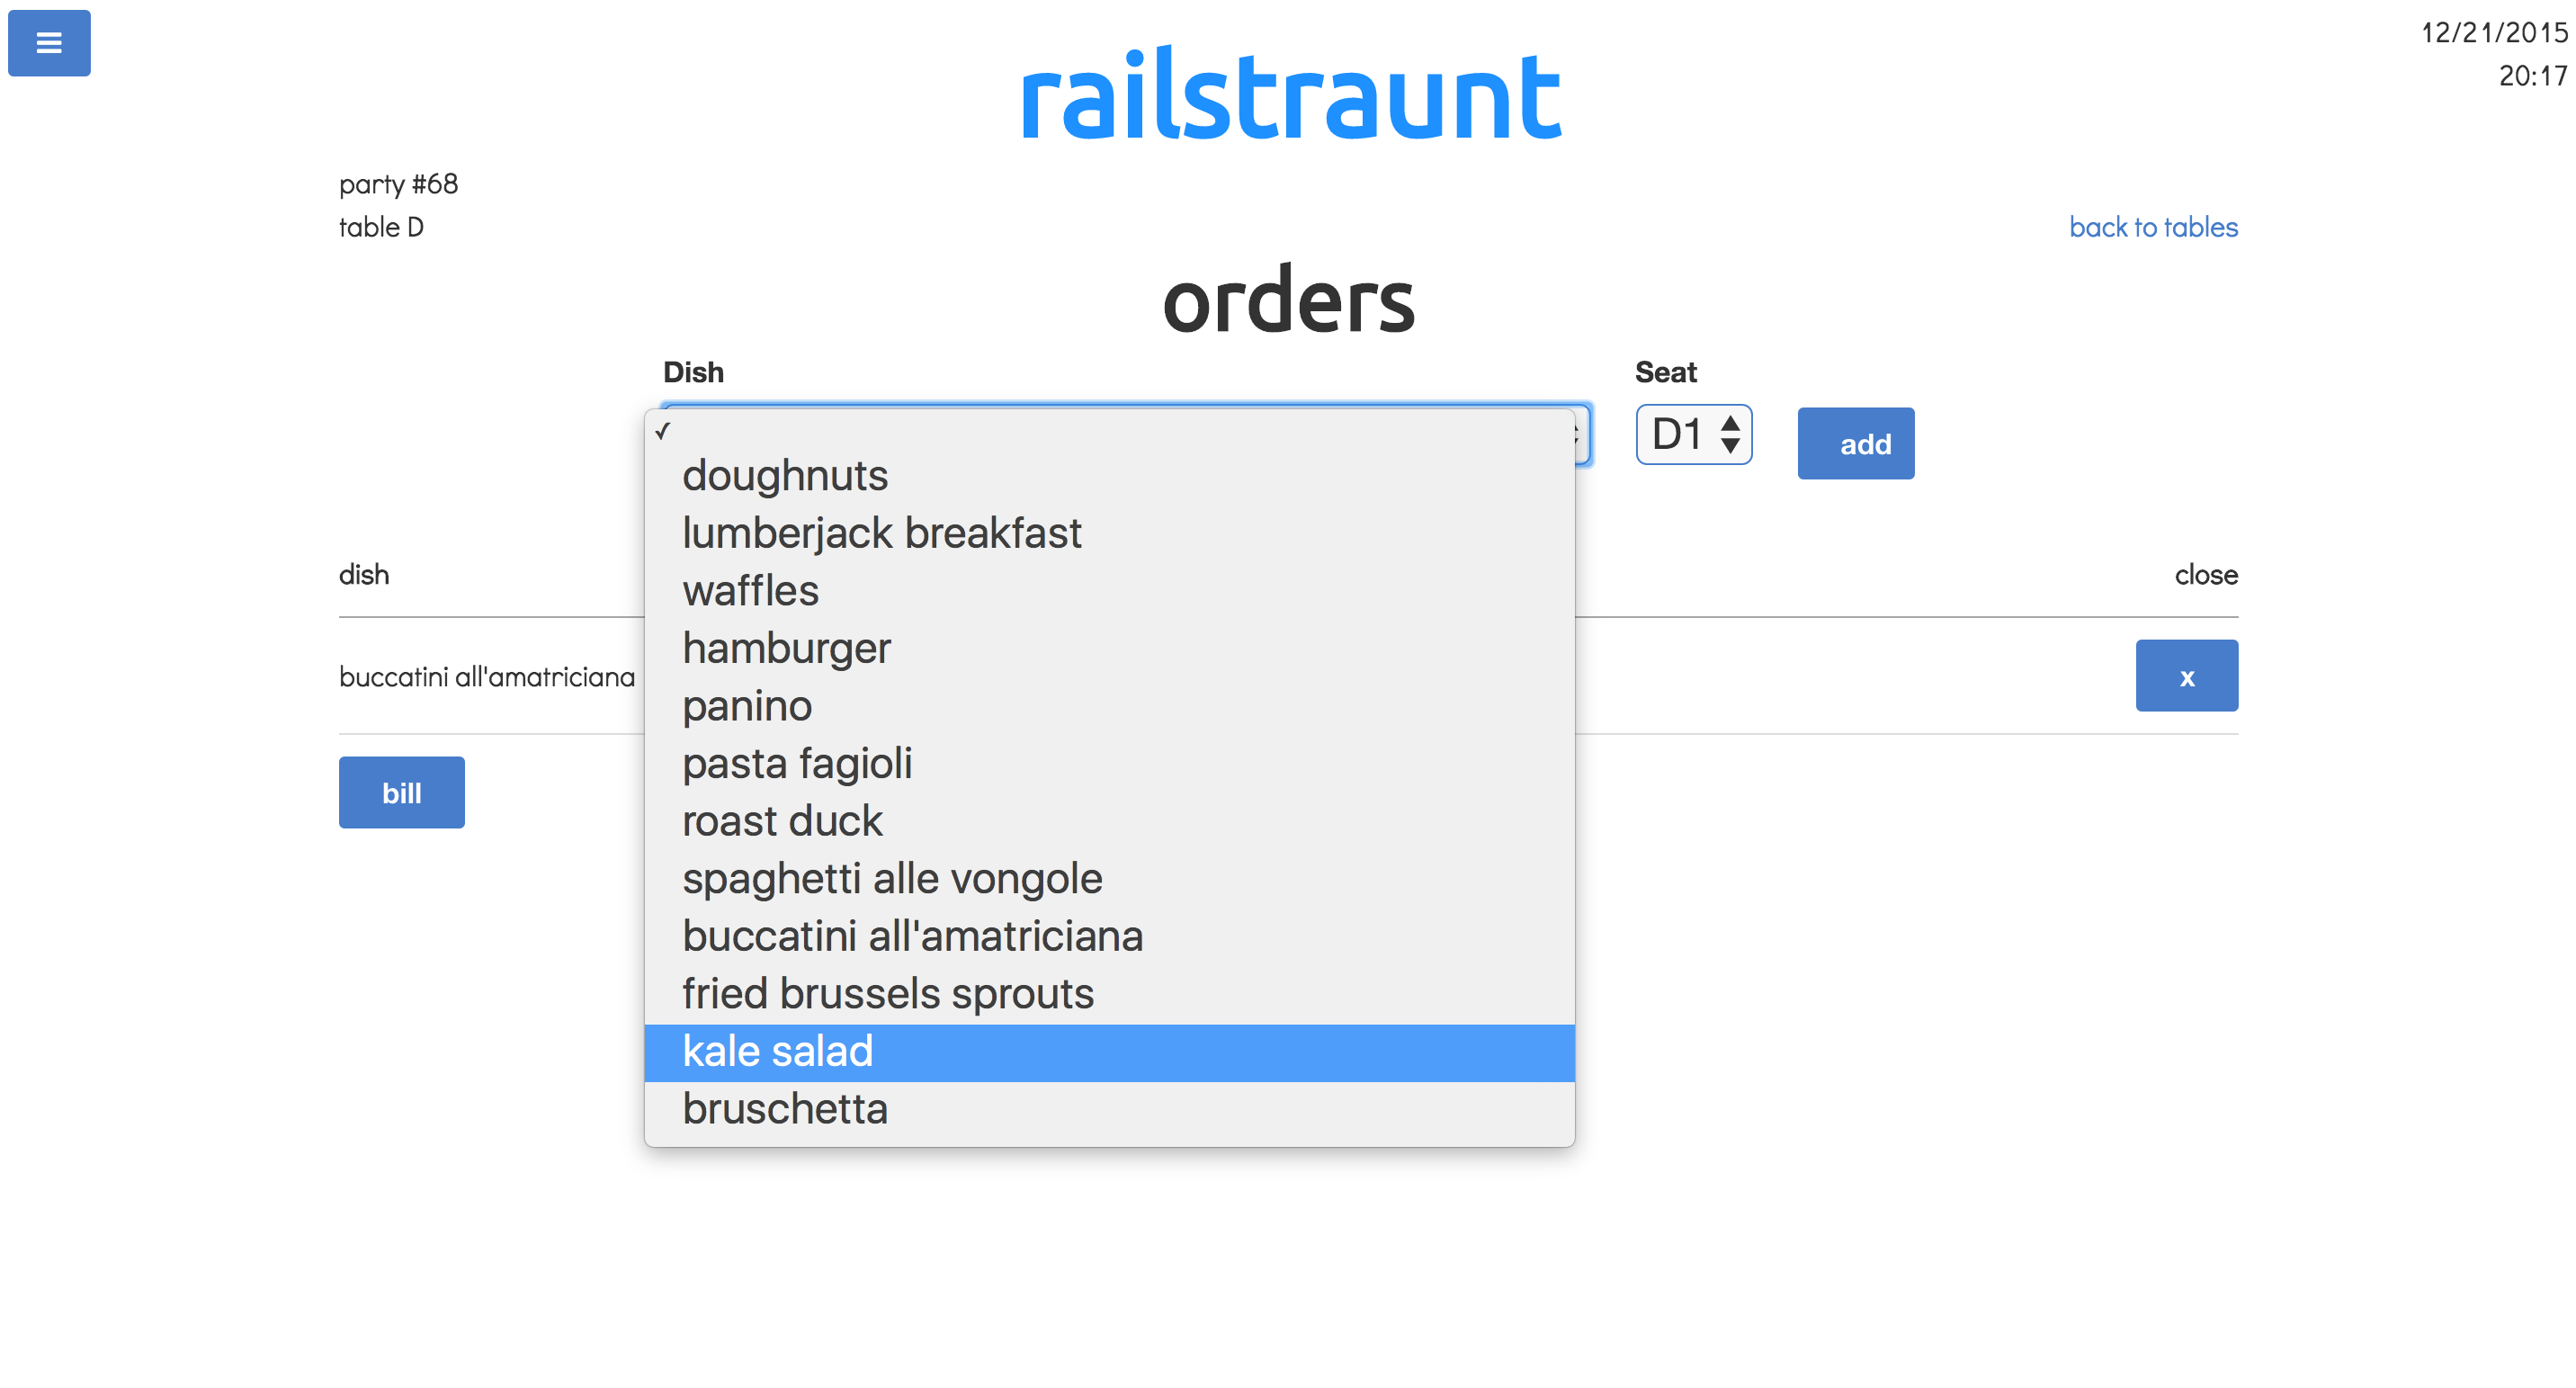 12/21/2015
20:17
railstraunt
party #68
table D
back to tables
orders
Dish
Seat
D1
add
doughnuts
lumberjack breakfast
waffles
hamburger
panino
pasta fagioli
roast duck
spaghetti alle vongole
buccatini all'amatriciana
fried brussels sprouts
kale salad
bruschetta
dish
close
buccatini all'amatriciana
x
bill